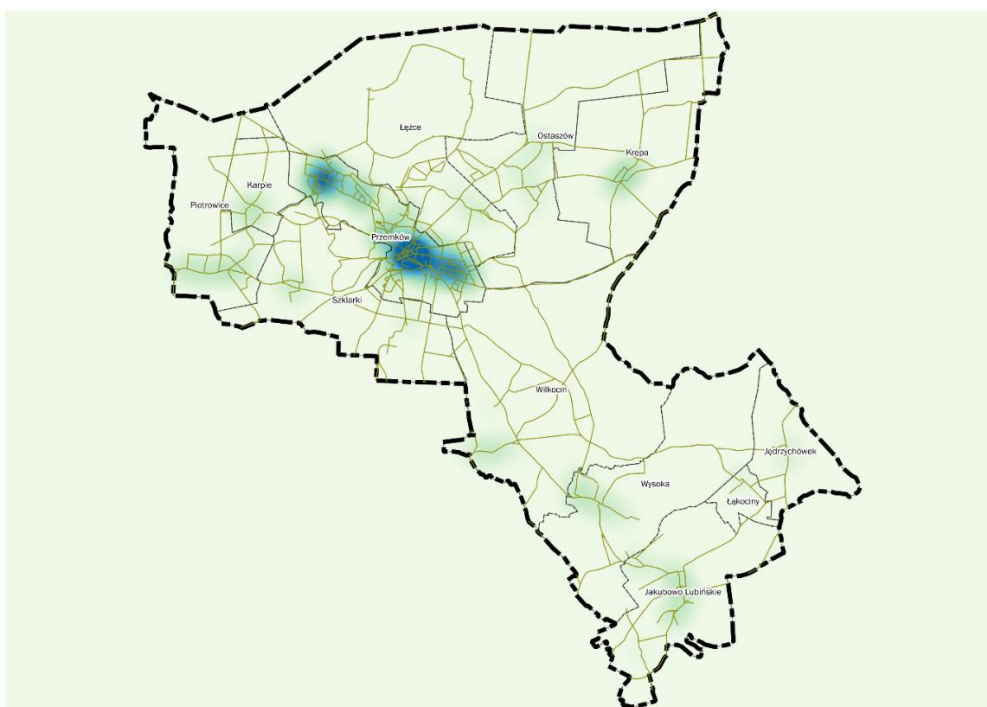 Łężce
Ostaszów
Krępa
Karpie
Piotrowice
Przemków
Szklarki
Wilkocin
Jędrzychówek
Wysoka
Łąkociny
Jakubowo Lubińskie